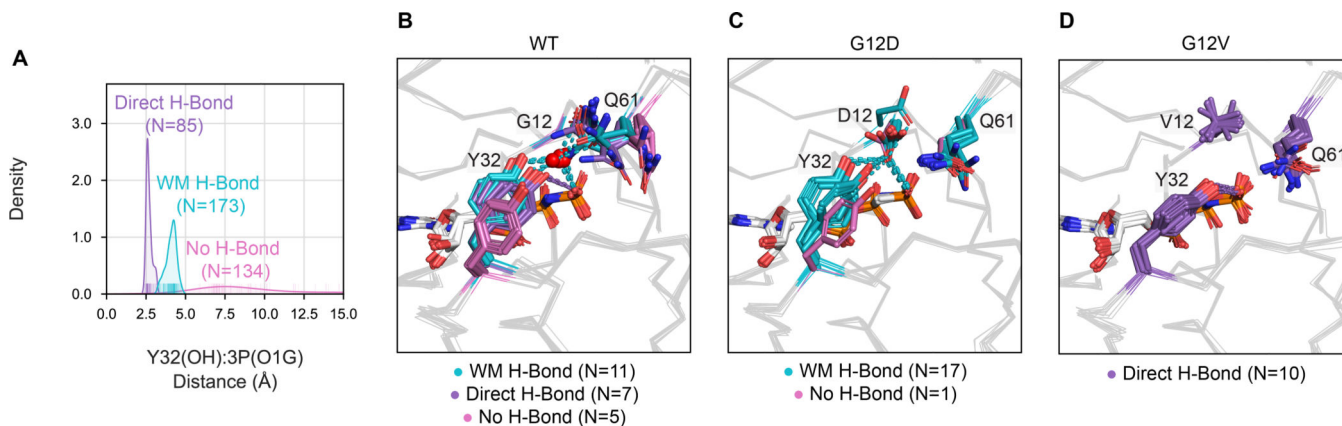 A
Density
3.0
2.0
1.0
0.0
0.0 2.5 5.0 7.5 10.0 12.5 15.0
Direct H-Bond
(N=85)
WM H-Bond
(N=173)
No H-Bond
(N=134)
Y32(OH):3P(O1G)
Distance (Å)
B
WT
Q61
G12
Y32
WM H-Bond (N=11)
Direct H-Bond (N=7)
No H-Bond (N=5)
C
G12D
D12
Q61
Y32
WM H-Bond (N=17)
No H-Bond (N=1)
D
G12V
V12
Q61
Y32
Direct H-Bond (N=10)